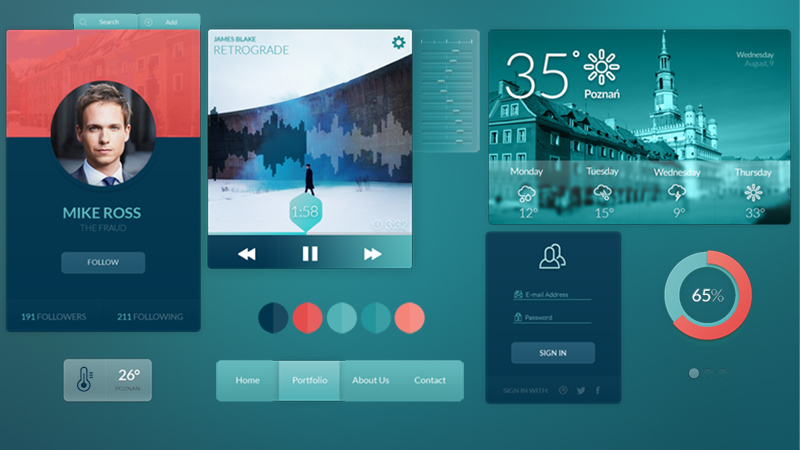 Search
Add
MIKE ROSS
THE FRAUD
FOLLOW
191 FOLLOWERS
211 FOLLOWING
26°
POZNAN
JAMES BLAKE
RETROGRADE
1:58
3:52
Home
Portfolio
About Us
Contact
35°
Poznań
Wednesday
August, 9
Monday
12°
Tuesday
15°
Wednesday
9°
Thursday
33°
E-mail Address
Password
SIGN IN
SIGN IN WITH:
65%